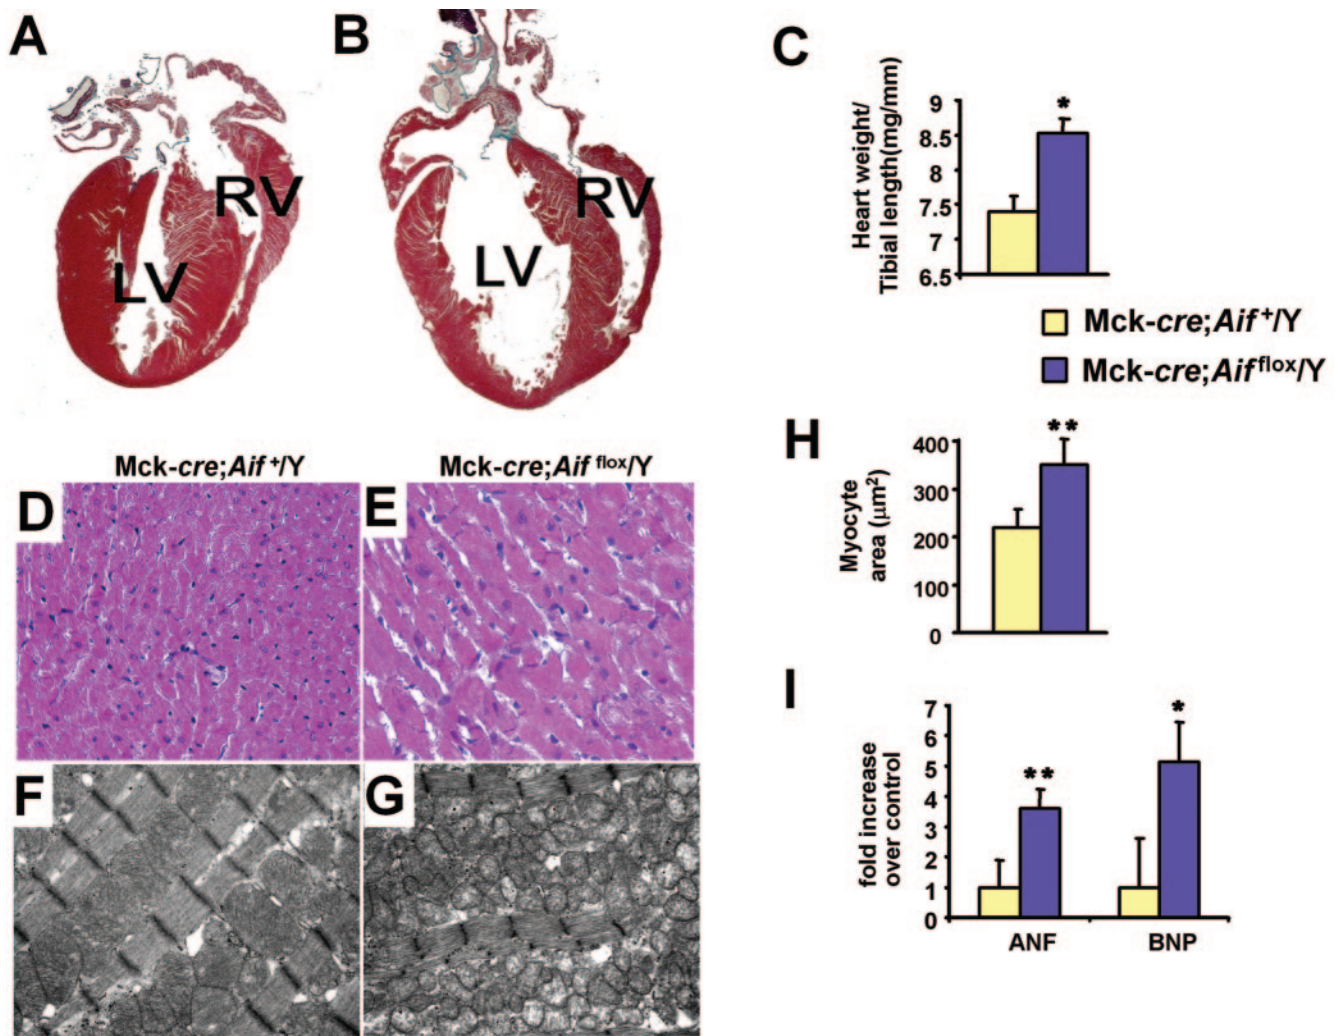 A
B
LV
RV
LV
RV
C
Heart weight/
Tibial length(mg/mm)
9
8.5
8
7.5
7
6.5
*
Mck-cre;Aif +/Y
Mck-cre;Aif flox/Y
Mck-cre;Aif +/Y
Mck-cre;Aif flox/Y
D
E
F
G
H
Myocyte
area (μm²)
400
300
200
100
0
**
I
fold increase
over control
7
6
5
4
3
2
1
0
**
*
ANF
BNP